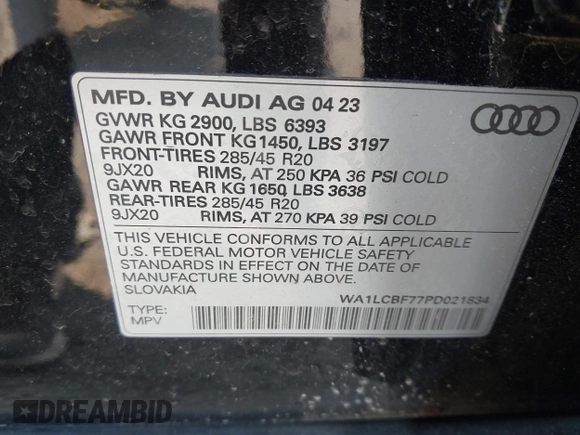 MFD. BY AUDI AG 04 23
GVWR KG 2900, LBS 6393
GAWR FRONT KG1450, LBS 3197
FRONT-TIRES 285/45 R20
9JX20 RIMS, AT 250 KPA 36 PSI COLD
GAWR REAR KG 1650, LBS 3638
REAR-TIRES 285/45 R20
9JX20 RIMS, AT 270 KPA 39 PSI COLD
THIS VEHICLE CONFORMS TO ALL APPLICABLE
U.S. FEDERAL MOTOR VEHICLE SAFETY
STANDARDS IN EFFECT ON THE DATE OF
MANUFACTURE SHOWN ABOVE.
SLOVAKIA
WA1LCBF77PD021834
TYPE:
MPV
DREAMBID